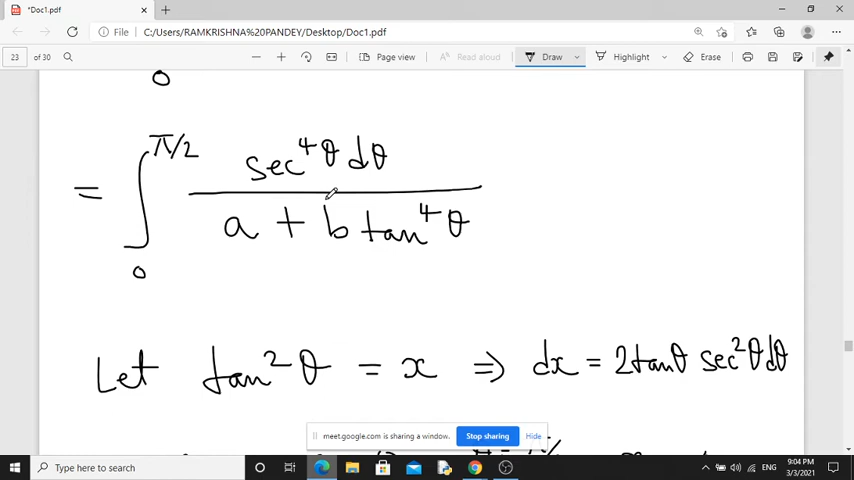 *Doc1.pdf
File | C:/Users/RAMKRISHNA%20PANDEY/Desktop/Doc1.pdf
23 of 30 Page view Read aloud Draw Highlight Erase
0
= ∫₀^{π/2} sec⁴θ dθ / (a + b tan⁴θ)
Let tan²θ = x ⇒ dx = 2tanθ sec²θdθ
meet.google.com is sharing a window. Stop sharing Hide
Type here to search
ENG
9:04 PM
3/3/2021